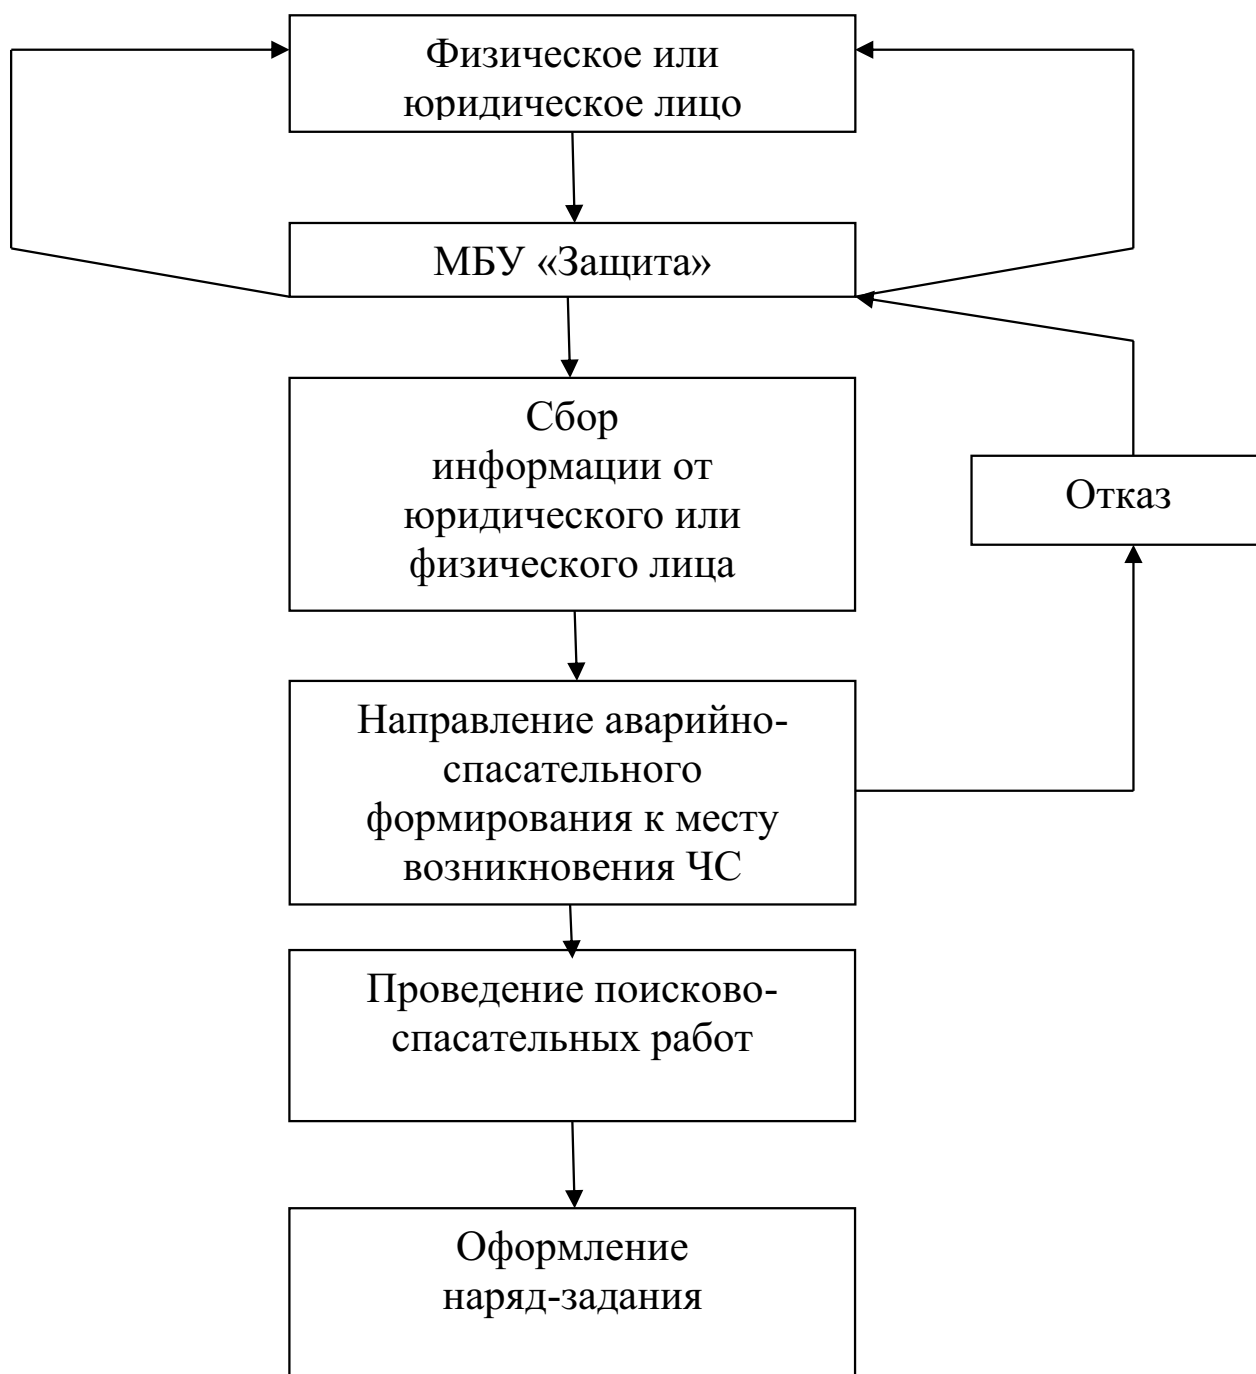 Физическое или
юридическое лицо
МБУ «Защита»
Сбор
информации от
юридического или
физического лица
Отказ
Направление аварийно-
спасательного
формирования к месту
возникновения ЧС
Проведение поисково-
спасательных работ
Оформление
наряд-задания